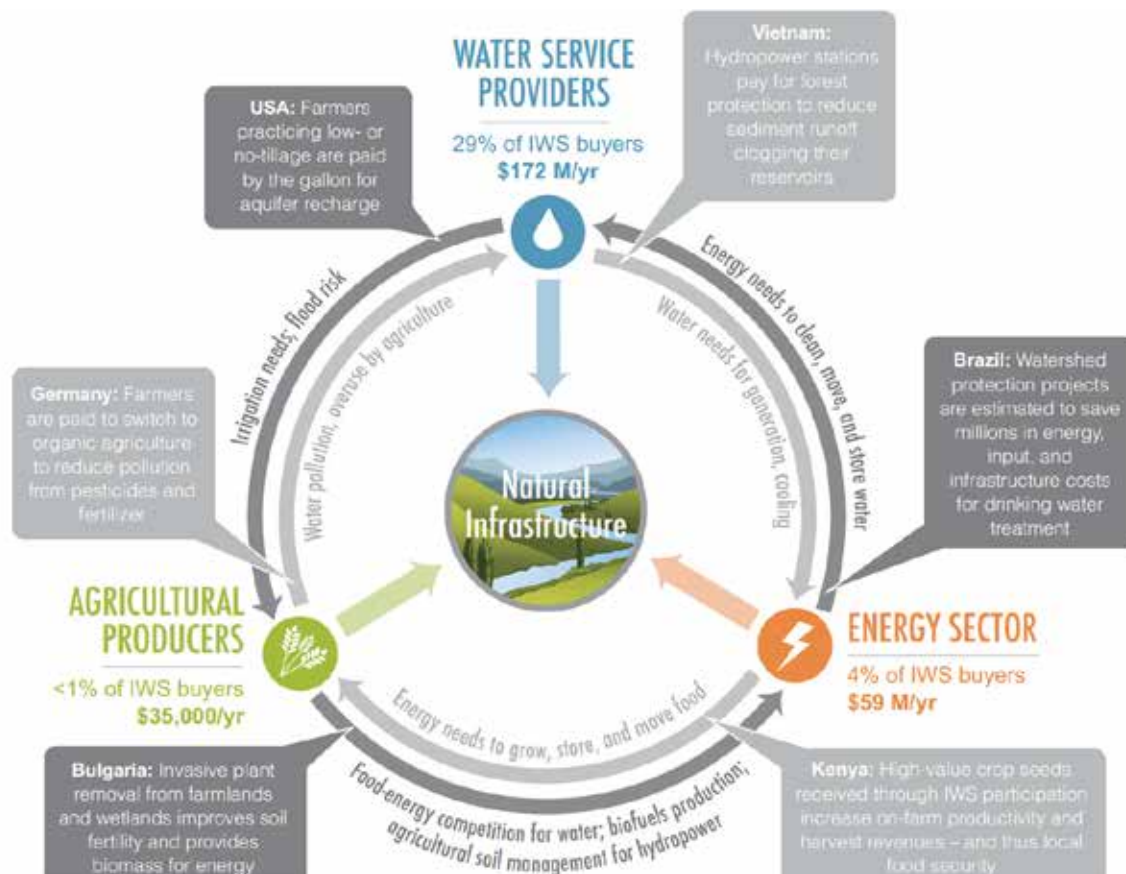 WATER SERVICE
PROVIDERS
29% of IWS buyers
$172 M/yr
Vietnam:
Hydropower stations
pay for forest
protection to reduce
sediment runoff
clogging their
reservoirs
USA: Farmers
practicing low- or
no-tillage are paid
by the gallon for
aquifer recharge
Irrigation needs; flood risk
Water pollution, overuse by agriculture
Energy needs to clean, move, and store water
Water needs for generation, cooling
Germany: Farmers
are paid to switch to
organic agriculture
to reduce pollution
from pesticides and
fertilizer
Brazil: Watershed
protection projects
are estimated to save
millions in energy,
input, and
infrastructure costs
for drinking water
treatment
Natural
Infrastructure
AGRICULTURAL
PRODUCERS
<1% of IWS buyers
$35,000/yr
ENERGY SECTOR
4% of IWS buyers
$59 M/yr
Energy needs to grow, store, and move food
Food-energy competition for water; biofuels production;
agricultural soil management for hydropower
Bulgaria: Invasive plant
removal from farmlands
and wetlands improves soil
fertility and provides
biomass for energy
Kenya: High-value crop seeds
received through IWS participation
increase on-farm productivity and
harvest revenues – and thus local
food security